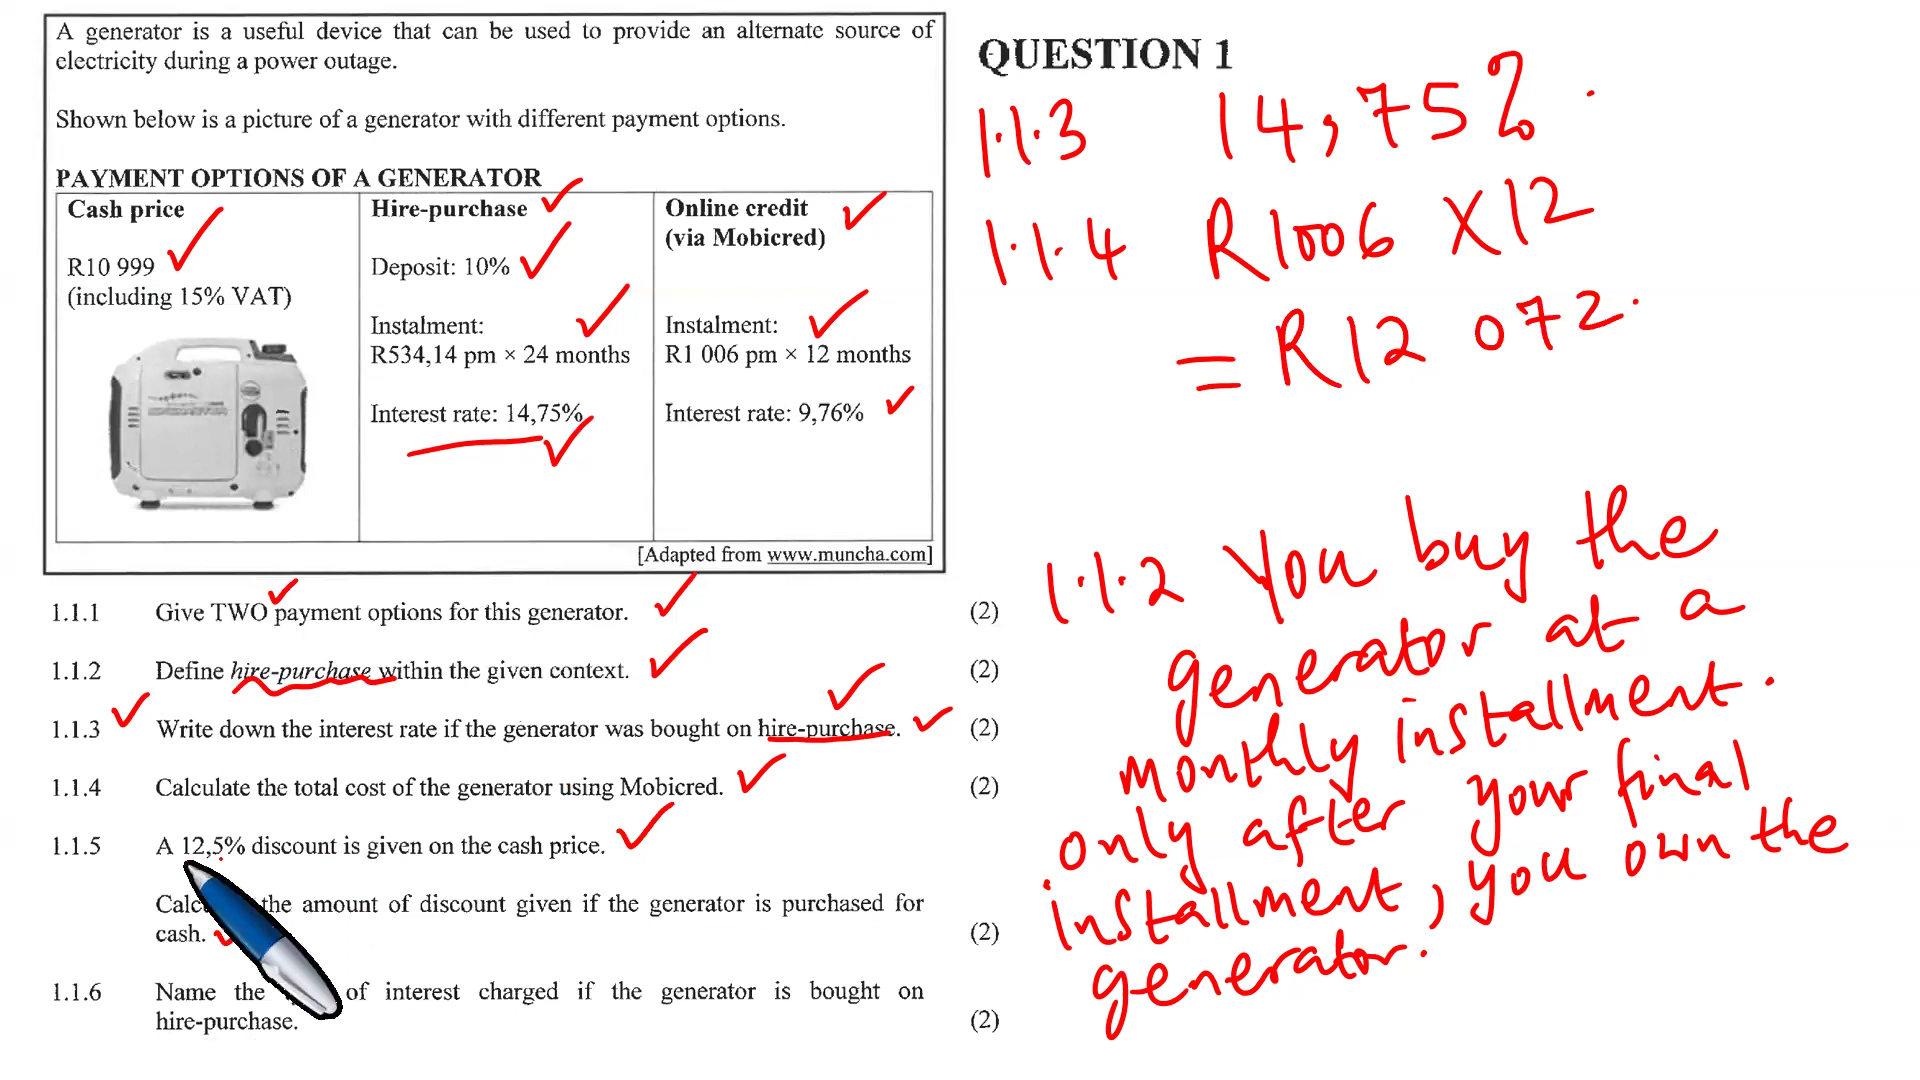 A generator is a useful device that can be used to provide an alternate source of
electricity during a power outage.
Shown below is a picture of a generator with different payment options.
PAYMENT OPTIONS OF A GENERATOR
Cash price
R10 999
(including 15% VAT)
Hire-purchase
Deposit: 10%
Instalment:
R534,14 pm × 24 months
Interest rate: 14,75%
Online credit
(via Mobicred)
Instalment:
R1 006 pm × 12 months
Interest rate: 9,76%
[Adapted from www.muncha.com]
1.1.1 Give TWO payment options for this generator. (2)
1.1.2 Define hire-purchase within the given context. (2)
1.1.3 Write down the interest rate if the generator was bought on hire-purchase. (2)
1.1.4 Calculate the total cost of the generator using Mobicred. (2)
1.1.5 A 12,5% discount is given on the cash price.
the amount of discount given if the generator is purchased for
cash. (2)
1.1.6 Name the of interest charged if the generator is bought on
hire-purchase. (2)
QUESTION 1
1.1.3 14,75%.
1.1.4 R1006 X12
= R12 072.
1.1.2 You buy the
generator at a
monthly installment.
only after your final
installment, you own the
generator.